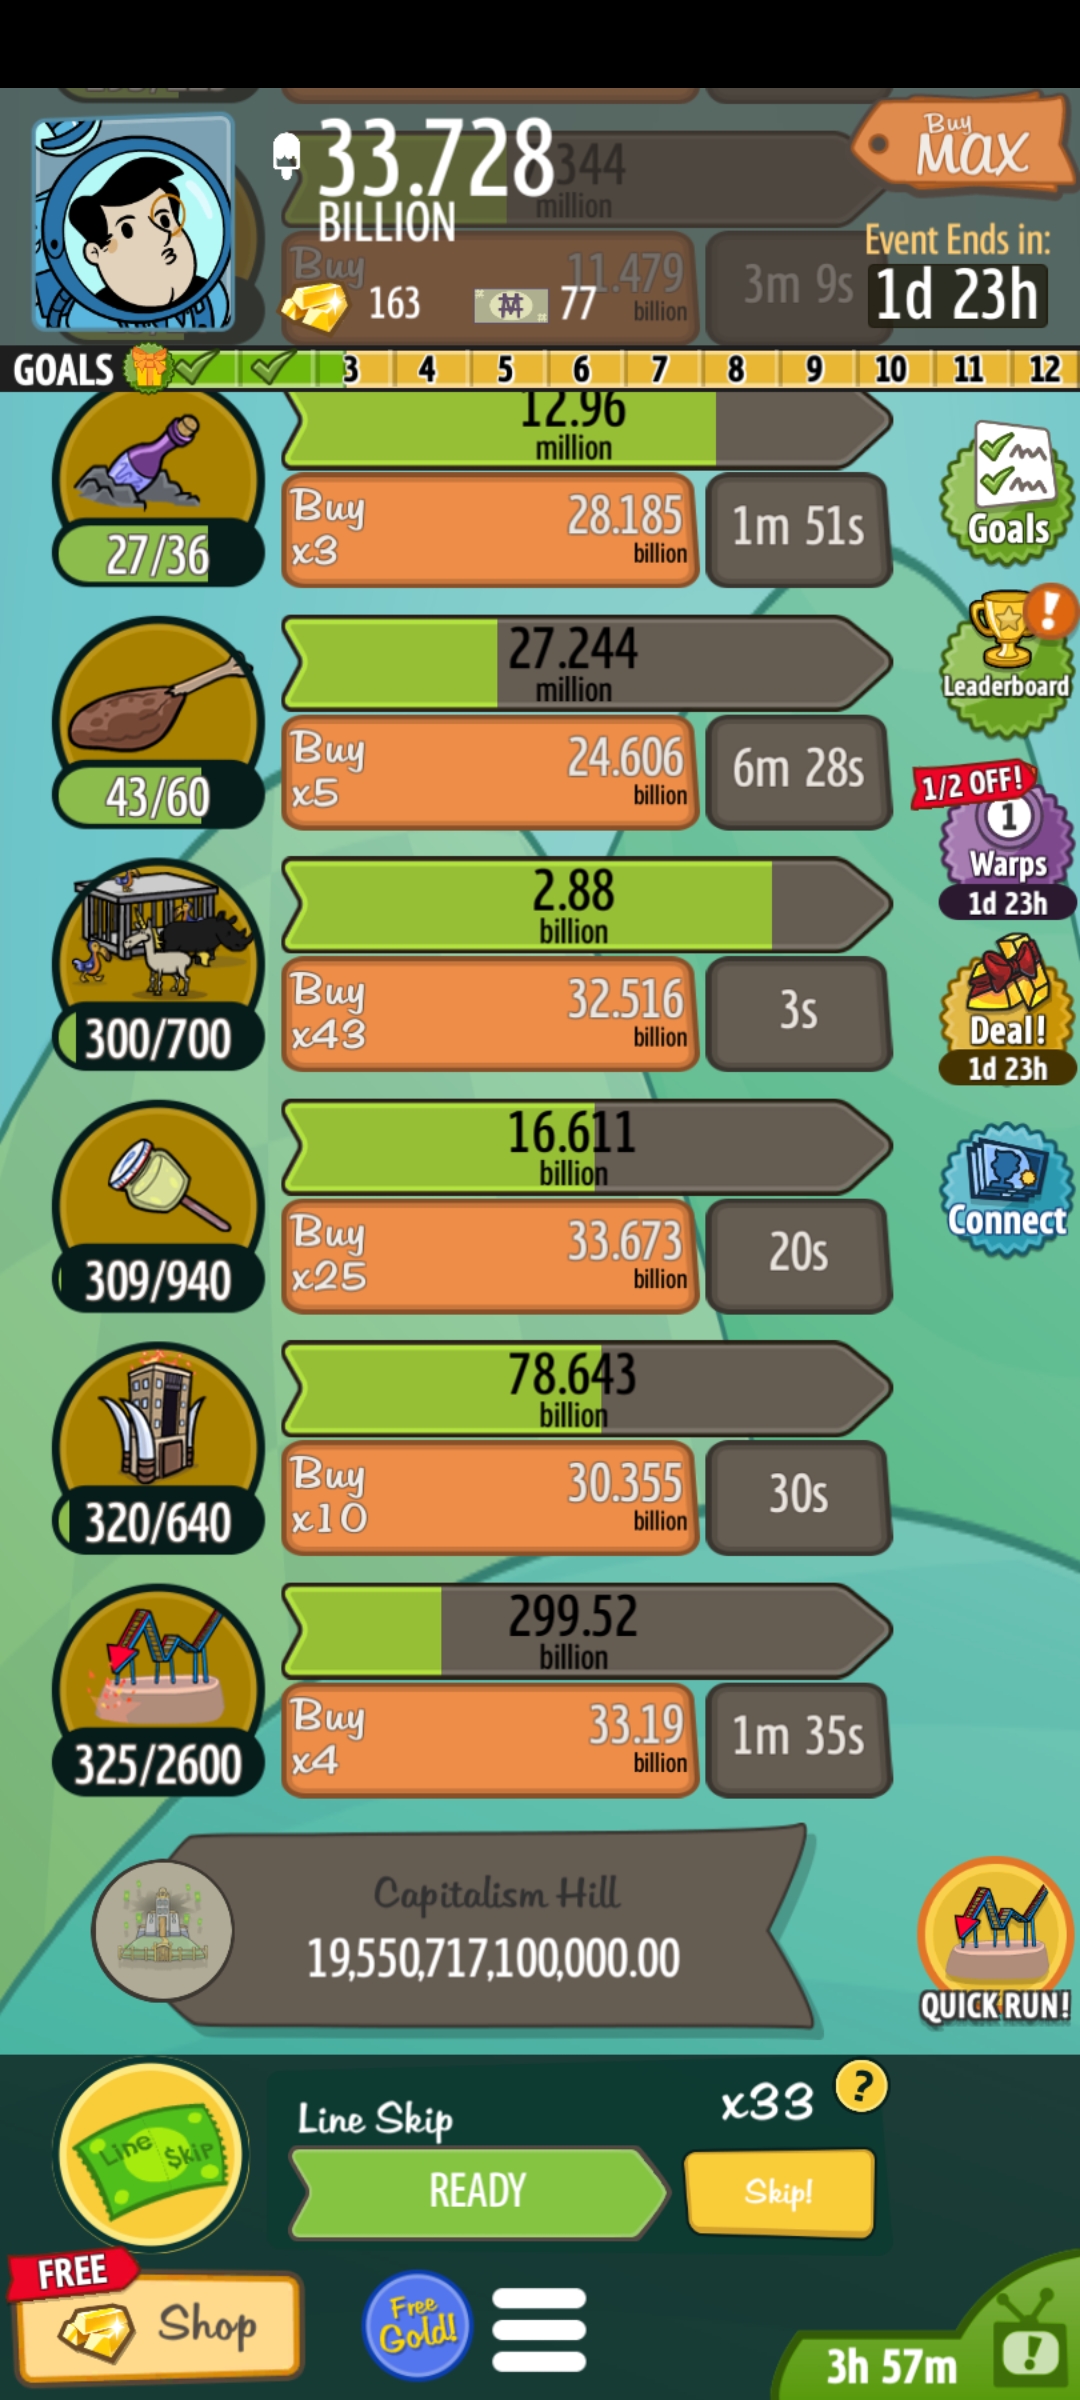 33.728
BILLION
344
million
Buy
MAX
Buy
11.479
billion
3m 9s
163
77
Event Ends in:
1d 23h
GOALS
3 4 5 6 7 8 9 10 11 12
12.96
million
27/36
Buy
x3
28.185
billion
1m 51s
Goals
27.244
million
43/60
Buy
x5
24.606
billion
6m 28s
Leaderboard
1/2 OFF!
1
Warps
1d 23h
2.88
billion
300/700
Buy
x43
32.516
billion
3s
Deal!
1d 23h
16.611
billion
309/940
Buy
x25
33.673
billion
20s
Connect
78.643
billion
320/640
Buy
x10
30.355
billion
30s
299.52
billion
325/2600
Buy
x4
33.19
billion
1m 35s
Capitalism Hill
19,550,717,100,000.00
QUICK RUN!
Line $kip
Line Skip
x33
?
READY
Skip!
FREE
Shop
Free
Gold!
3h 57m